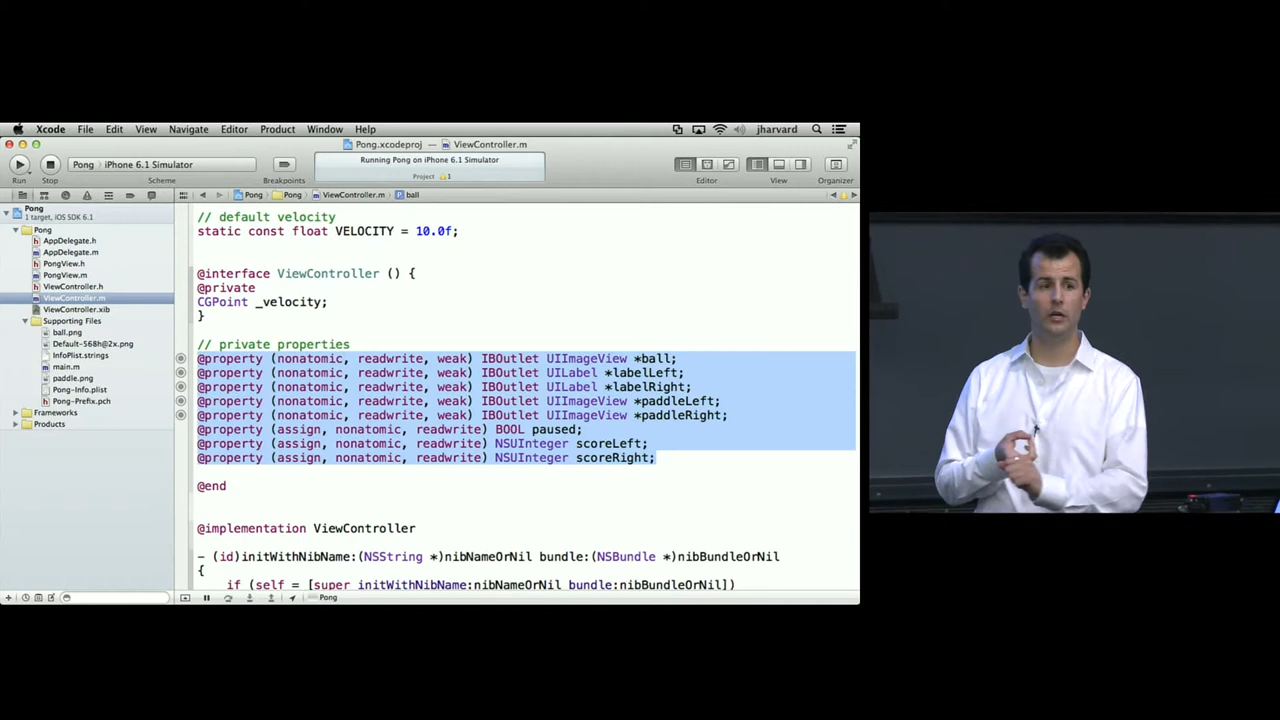 Xcode File Edit View Navigate Editor Product Window Help jharvard
Pong.xcodeproj — ViewController.m
Pong iPhone 6.1 Simulator
Running Pong on iPhone 6.1 Simulator
Project 1
Run Stop Scheme Breakpoints Editor View Organizer
Pong Pong ViewController.m ball
Pong
1 target, iOS SDK 6.1
Pong
AppDelegate.h
AppDelegate.m
PongView.h
PongView.m
ViewController.h
ViewController.m
ViewController.xib
Supporting Files
ball.png
Default-568h@2x.png
InfoPlist.strings
main.m
paddle.png
Pong-Info.plist
Pong-Prefix.pch
Frameworks
Products
// default velocity
static const float VELOCITY = 10.0f;
@interface ViewController () {
@private
CGPoint _velocity;
}
// private properties
@property (nonatomic, readwrite, weak) IBOutlet UIImageView *ball;
@property (nonatomic, readwrite, weak) IBOutlet UILabel *labelLeft;
@property (nonatomic, readwrite, weak) IBOutlet UILabel *labelRight;
@property (nonatomic, readwrite, weak) IBOutlet UIImageView *paddleLeft;
@property (nonatomic, readwrite, weak) IBOutlet UIImageView *paddleRight;
@property (assign, nonatomic, readwrite) BOOL paused;
@property (assign, nonatomic, readwrite) NSUInteger scoreLeft;
@property (assign, nonatomic, readwrite) NSUInteger scoreRight;
@end
@implementation ViewController
- (id)initWithNibName:(NSString *)nibNameOrNil bundle:(NSBundle *)nibBundleOrNil
{
if (self = [super initWithNibName:nibNameOrNil bundle:nibBundleOrNil])
Pong